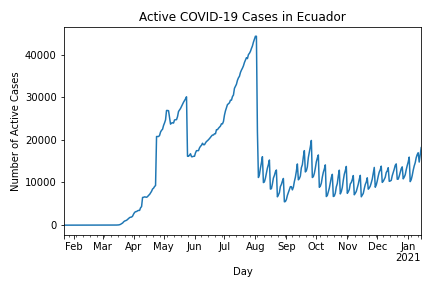 Active COVID-19 Cases in Ecuador
Number of Active Cases
40000
30000
20000
10000
0
Feb Mar Apr May Jun Jul Aug Sep Oct Nov Dec Jan
2021
Day